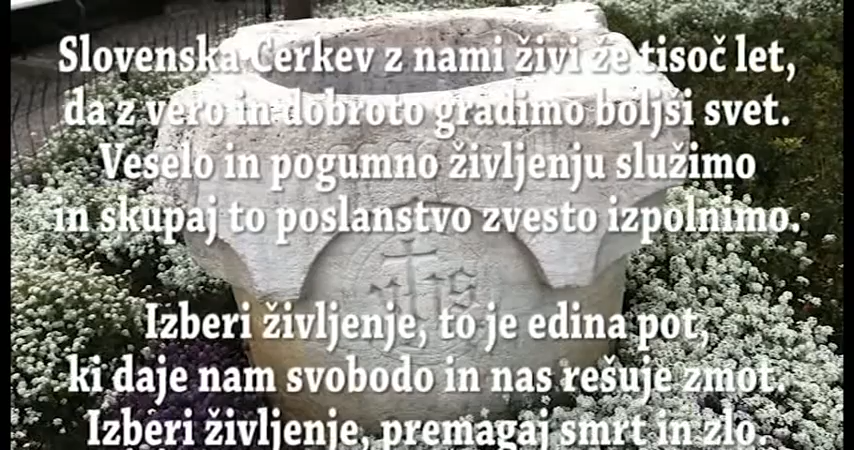 Slovenska Cerkev z nami živi že tisoč let,
da z vero in dobroto gradimo boljši svet.
Veselo in pogumno življenju služimo
in skupaj to poslanstvo zvesto izpolnimo.
Izberi življenje, to je edina pot,
ki daje nam svobodo in nas rešuje zmot.
Izberi življenje, premagaj smrt in zlo.